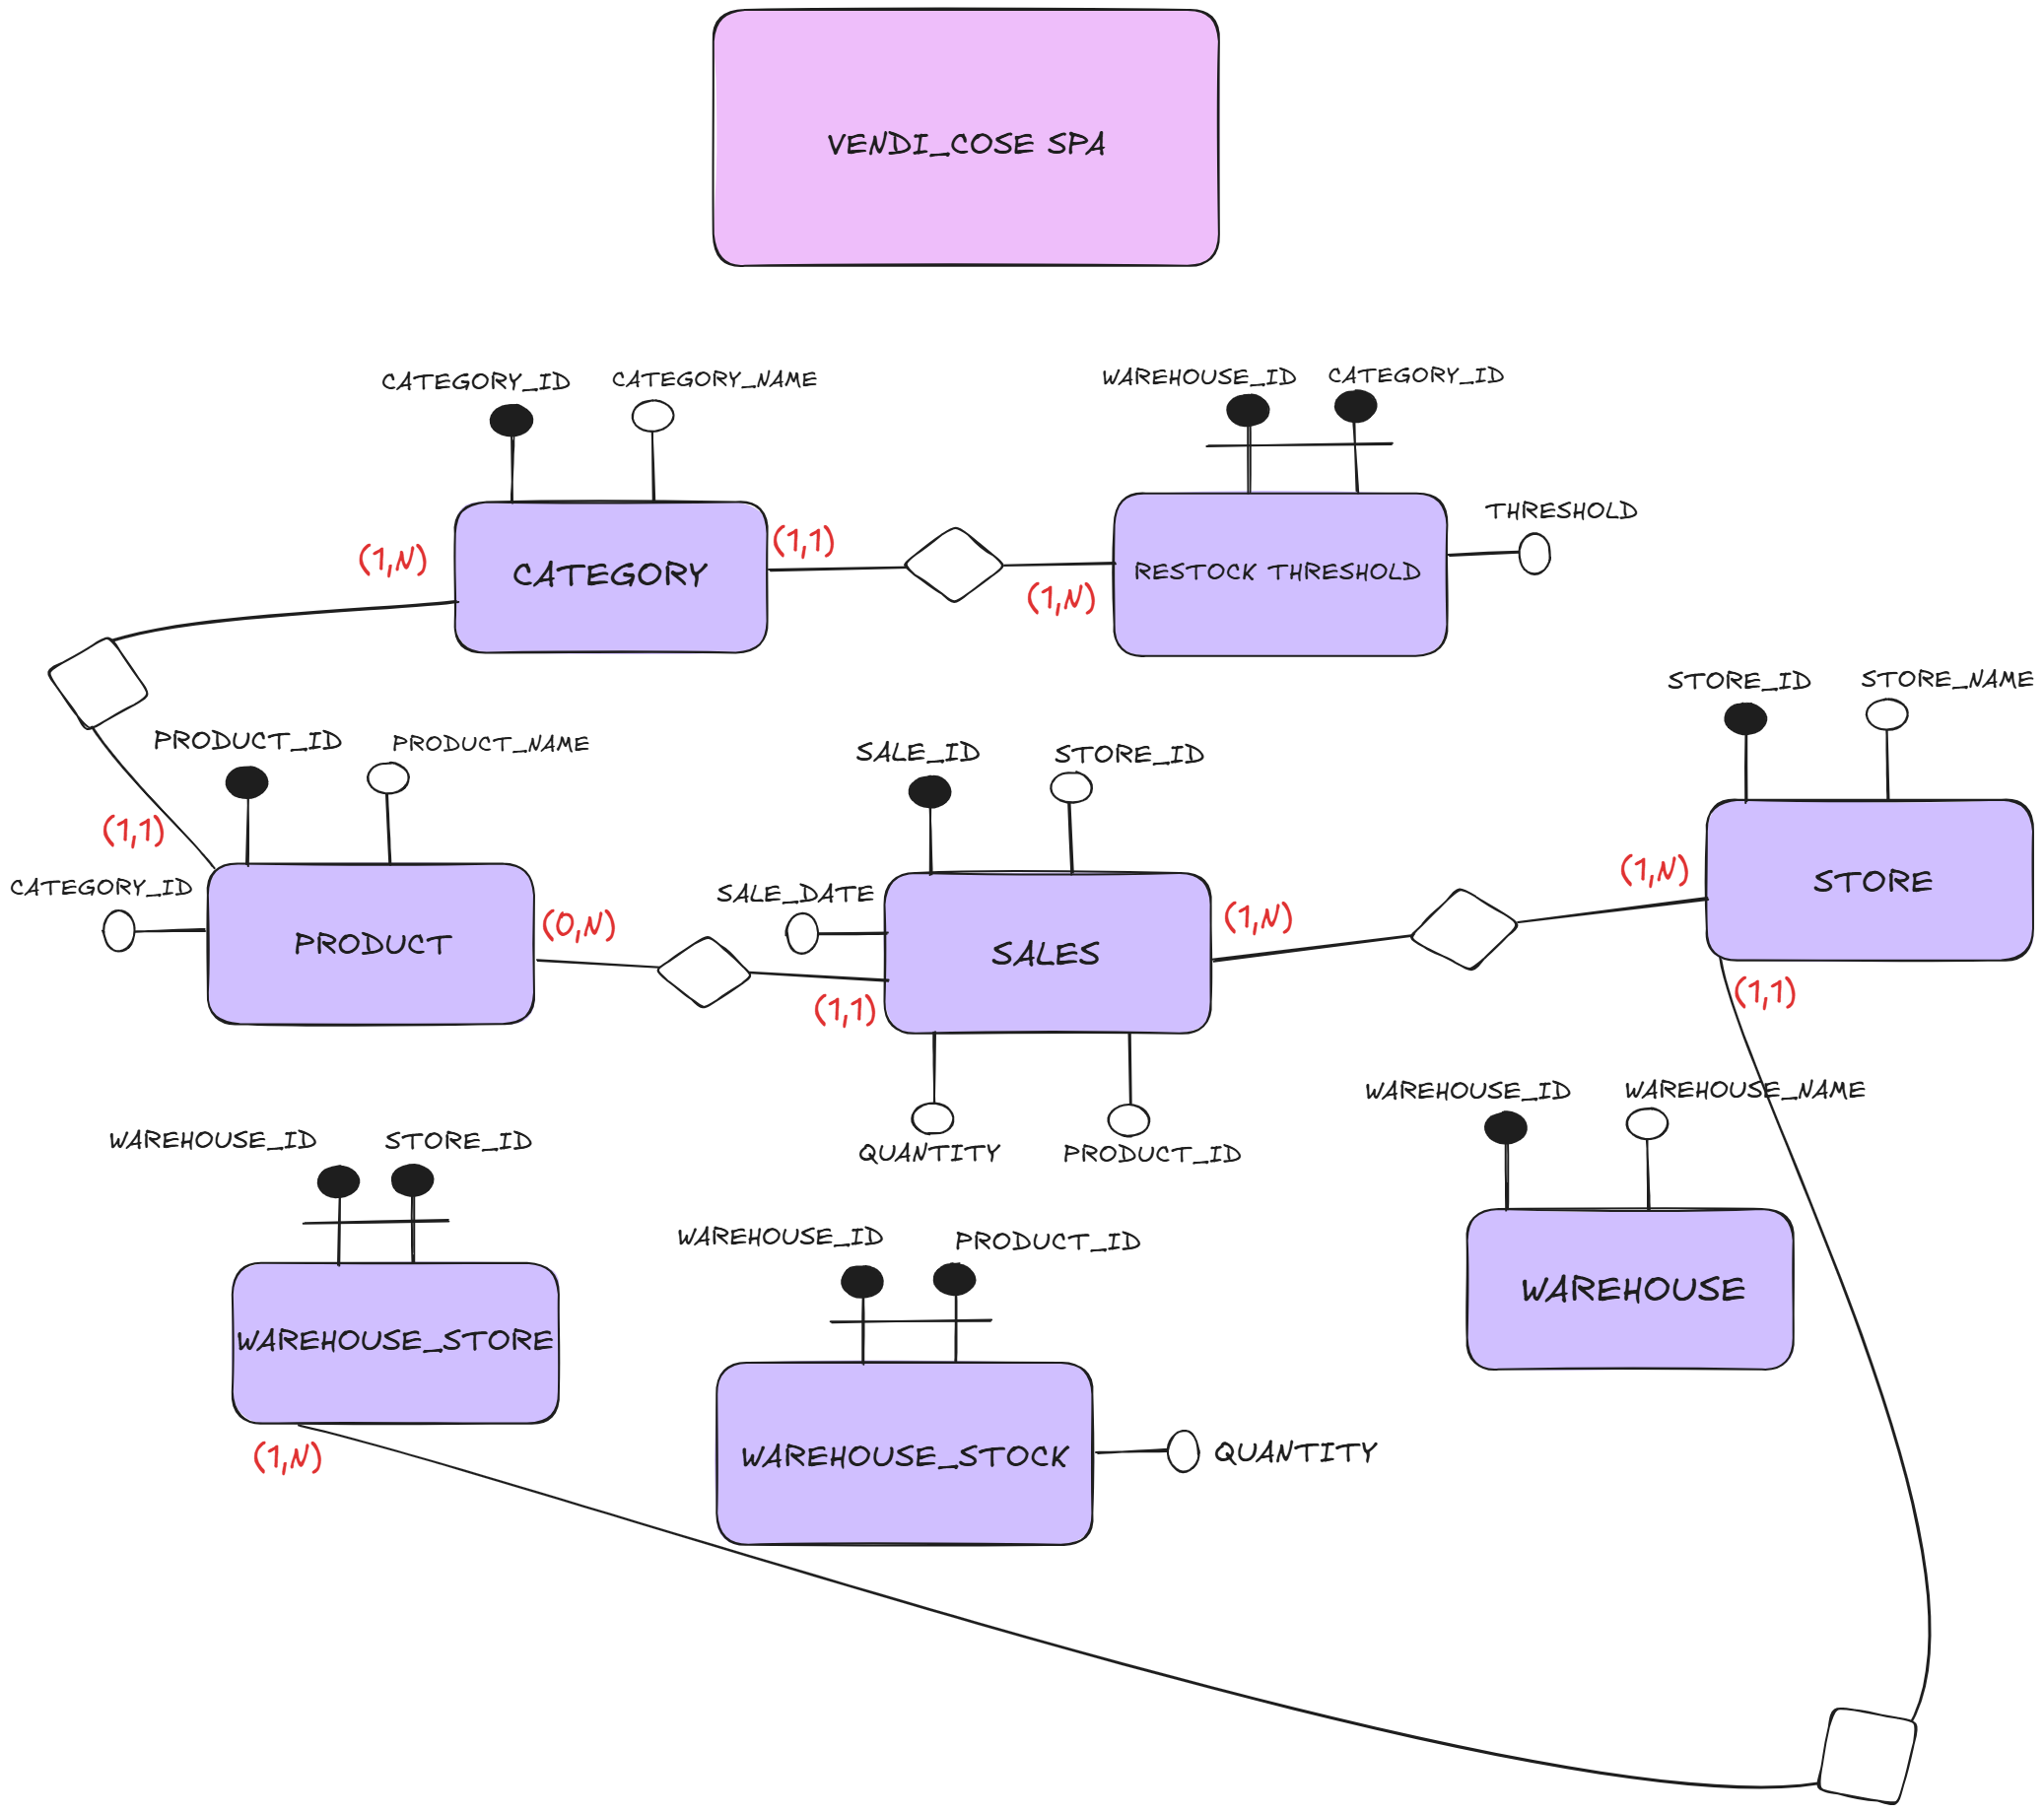 VENDI_COSE SPA
CATEGORY_ID
CATEGORY_NAME
WAREHOUSE_ID
CATEGORY_ID
THRESHOLD
(1,N)
CATEGORY
(1,1)
(1,N)
RESTOCK THRESHOLD
STORE_ID
STORE_NAME
PRODUCT_ID
PRODUCT_NAME
SALE_ID
STORE_ID
(1,1)
CATEGORY_ID
PRODUCT
(0,N)
SALE_DATE
(1,1)
SALES
(1,N)
(1,N)
STORE
(1,1)
QUANTITY
PRODUCT_ID
WAREHOUSE_ID
WAREHOUSE_NAME
WAREHOUSE
WAREHOUSE_ID
STORE_ID
WAREHOUSE_STORE
(1,N)
WAREHOUSE_ID
PRODUCT_ID
WAREHOUSE_STOCK
QUANTITY